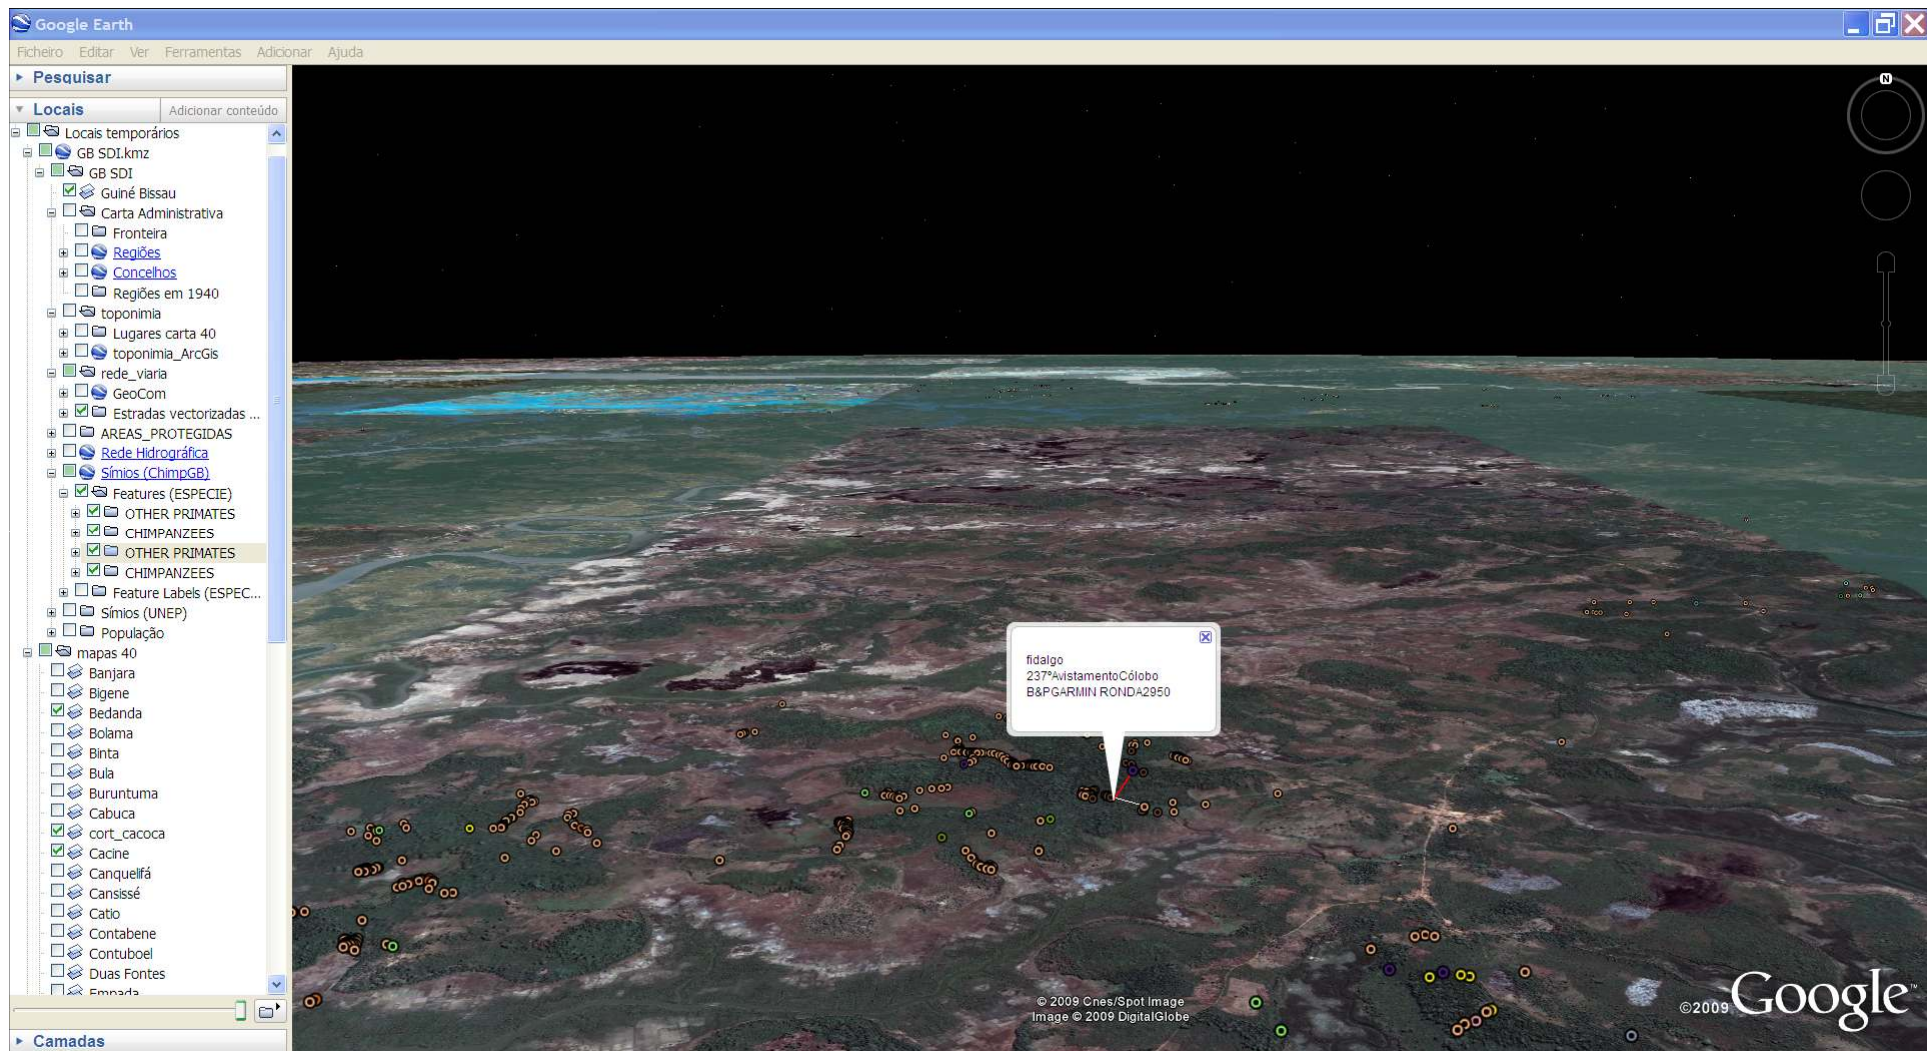 Google Earth
Ficheiro Editar Ver Ferramentas Adicionar Ajuda
Pesquisar
Locais Adicionar conteúdo
Locais temporários
GB SDI.kmz
GB SDI
Guiné Bissau
Carta Administrativa
Fronteira
Regiões
Concelhos
Regiões em 1940
toponimia
Lugares carta 40
toponimia_ArcGis
rede_viaria
GeoCom
Estradas vectorizadas ...
AREAS_PROTEGIDAS
Rede Hidrográfica
Símios (ChimpGB)
Features (ESPECIE)
OTHER PRIMATES
CHIMPANZEES
OTHER PRIMATES
CHIMPANZEES
Feature Labels (ESPEC...
Símios (UNEP)
População
mapas 40
Banjara
Bigene
Bedanda
Bolama
Binta
Bula
Buruntuma
Cabuca
cort_cacoca
Cacine
Canquelifá
Cansissé
Catio
Contabene
Contuboel
Duas Fontes
Empada
Camadas
N
fidalgo
237ºAvistamentoCólobo
B&PGARMIN RONDA2950
© 2009 Cnes/Spot Image
Image © 2009 DigitalGlobe
©2009 Google™